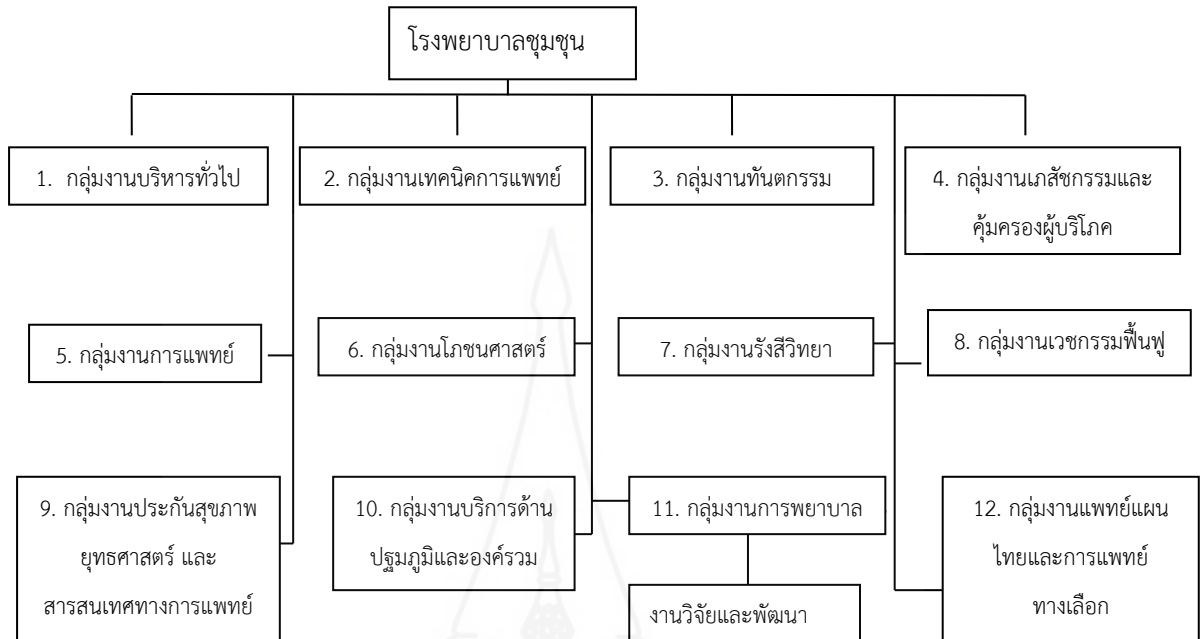 โรงพยาบาลชุมชุน
1. กลุ่มงานบริหารทั่วไป
2. กลุ่มงานเทคนิคการแพทย์
3. กลุ่มงานทันตกรรม
4. กลุ่มงานเภสัชกรรมและ
คุ้มครองผู้บริโภค
5. กลุ่มงานการแพทย์
6. กลุ่มงานโภชนศาสตร์
7. กลุ่มงานรังสีวิทยา
8. กลุ่มงานเวชกรรมฟื้นฟู
9. กลุ่มงานประกันสุขภาพ
ยุทธศาสตร์ และ
สารสนเทศทางการแพทย์
10. กลุ่มงานบริการด้าน
ปฐมภูมิและองค์รวม
11. กลุ่มงานการพยาบาล
งานวิจัยและพัฒนา
12. กลุ่มงานแพทย์แผน
ไทยและการแพทย์
ทางเลือก